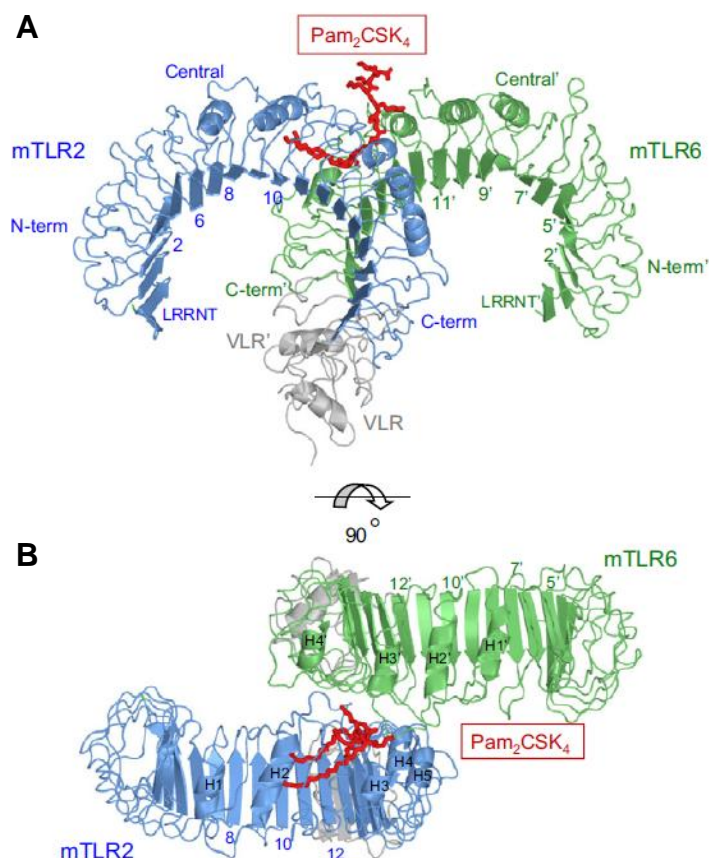 A
Pam₂CSK₄
Central
Central'
mTLR2
mTLR6
8
10
11'
9'
7'
6
5'
N-term
2
2'
N-term'
C-term'
LRRNT'
LRRNT
C-term
VLR'
VLR
90°
B
mTLR6
7'
5'
12'
10'
H4'
H3'
H2'
H1'
Pam₂CSK₄
H4
H2
H5
H1
H3
8
10
12
mTLR2